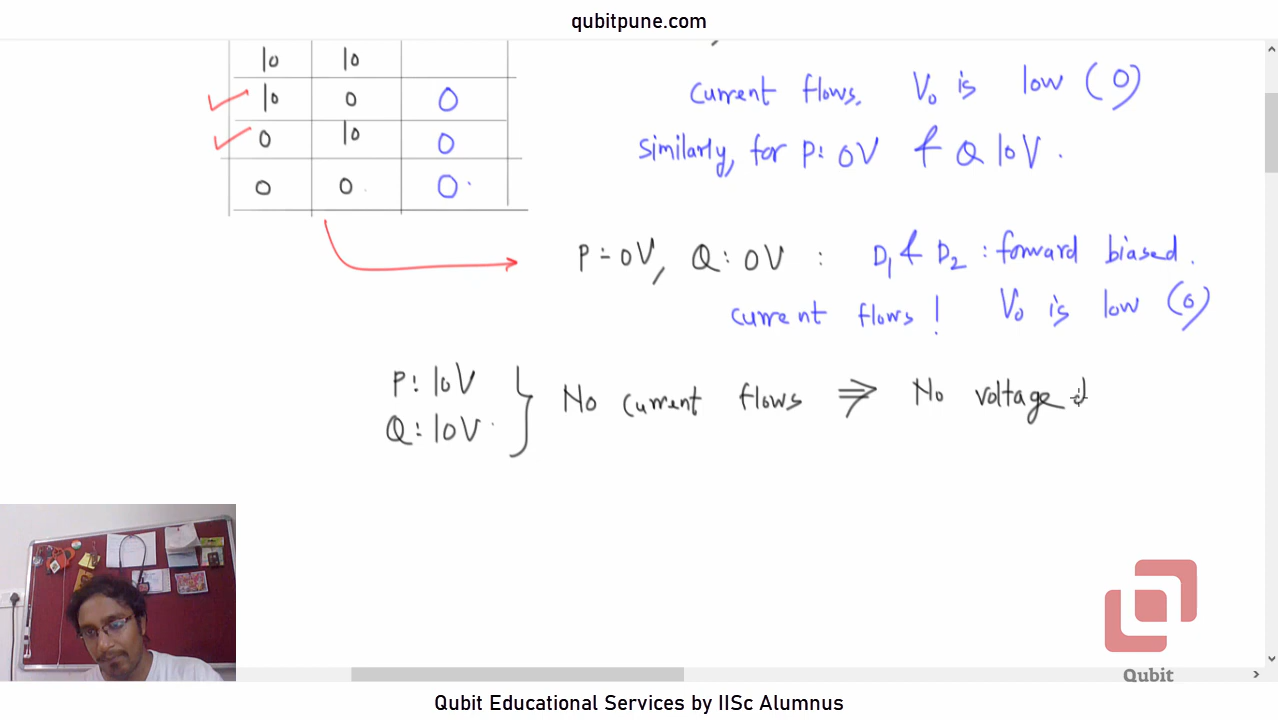 qubitpune.com
10 10
10 0 0
0 10 0
0 0 0
current flows. V₀ is low (0)
similarly, for P: 0V & Q 10V.
P = 0V, Q: 0V : D₁ & D₂ : forward biased.
current flows! V₀ is low (0)
P: 10V
Q: 10V
No current flows ⇒ No voltage d
Qubit
Qubit Educational Services by IISc Alumnus